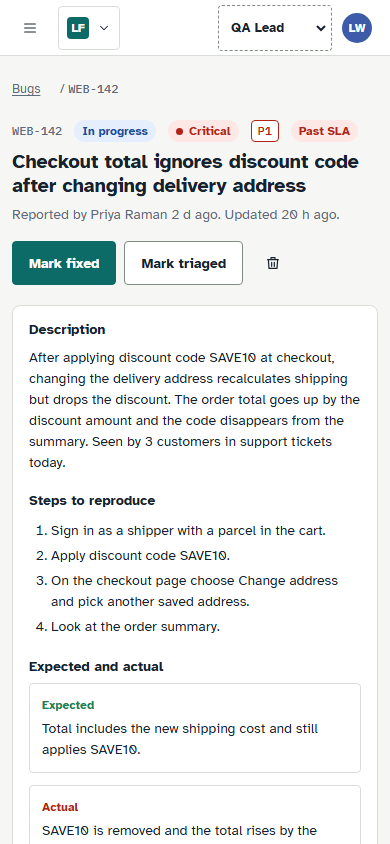 LF
QA Lead
LW
Bugs / WEB-142
WEB-142 In progress Critical P1 Past SLA
Checkout total ignores discount code
after changing delivery address
Reported by Priya Raman 2 d ago. Updated 20 h ago.
Mark fixed Mark triaged
Description
After applying discount code SAVE10 at checkout,
changing the delivery address recalculates shipping
but drops the discount. The order total goes up by the
discount amount and the code disappears from the
summary. Seen by 3 customers in support tickets
today.
Steps to reproduce
1. Sign in as a shipper with a parcel in the cart.
2. Apply discount code SAVE10.
3. On the checkout page choose Change address
and pick another saved address.
4. Look at the order summary.
Expected and actual
Expected
Total includes the new shipping cost and still
applies SAVE10.
Actual
SAVE10 is removed and the total rises by the